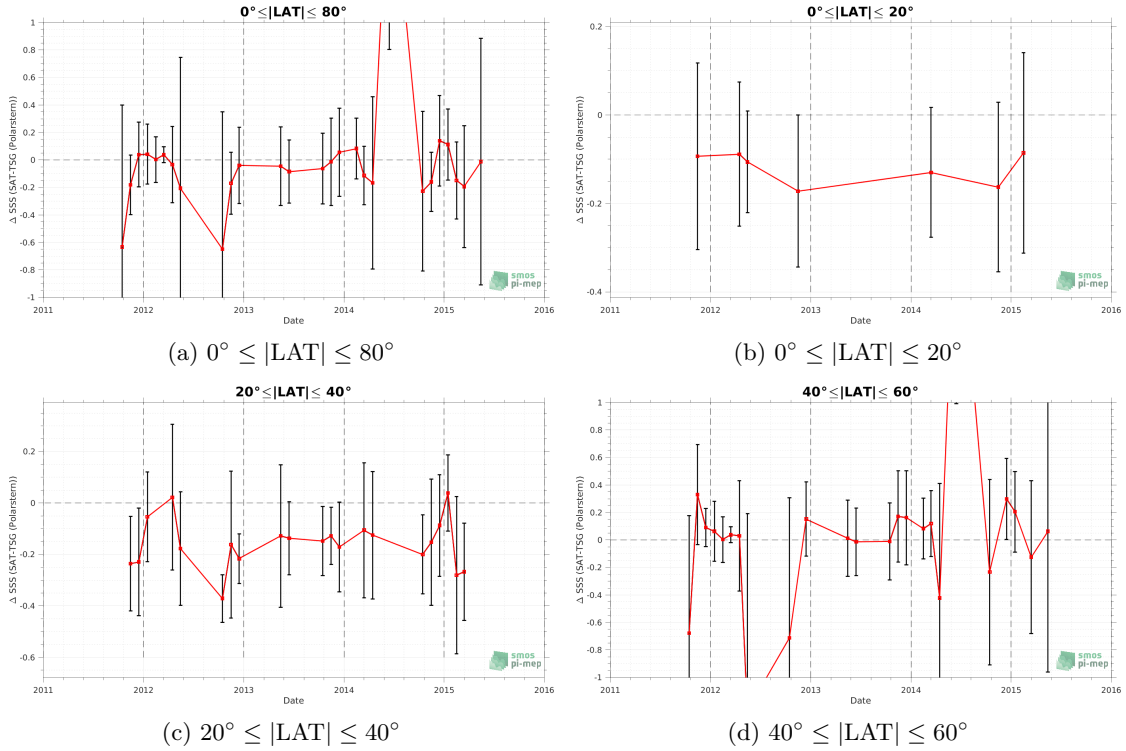 0°≤|LAT|≤ 80°
Δ SSS (SAT-TSG (Polarstern))
1
0.8
0.6
0.4
0.2
0
-0.2
-0.4
-0.6
-0.8
-1
2011 2012 2013 2014 2015 2016
Date
smos
pi-mep
(a) 0° ≤ |LAT| ≤ 80°
0°≤|LAT|≤ 20°
Δ SSS (SAT-TSG (Polarstern))
0.2
0
-0.2
-0.4
2011 2012 2013 2014 2015 2016
Date
smos
pi-mep
(b) 0° ≤ |LAT| ≤ 20°
20°≤|LAT|≤ 40°
Δ SSS (SAT-TSG (Polarstern))
0.2
0
-0.2
-0.4
-0.6
2011 2012 2013 2014 2015 2016
Date
smos
pi-mep
(c) 20° ≤ |LAT| ≤ 40°
40°≤|LAT|≤ 60°
Δ SSS (SAT-TSG (Polarstern))
1
0.8
0.6
0.4
0.2
0
-0.2
-0.4
-0.6
-0.8
-1
2011 2012 2013 2014 2015 2016
Date
smos
pi-mep
(d) 40° ≤ |LAT| ≤ 60°